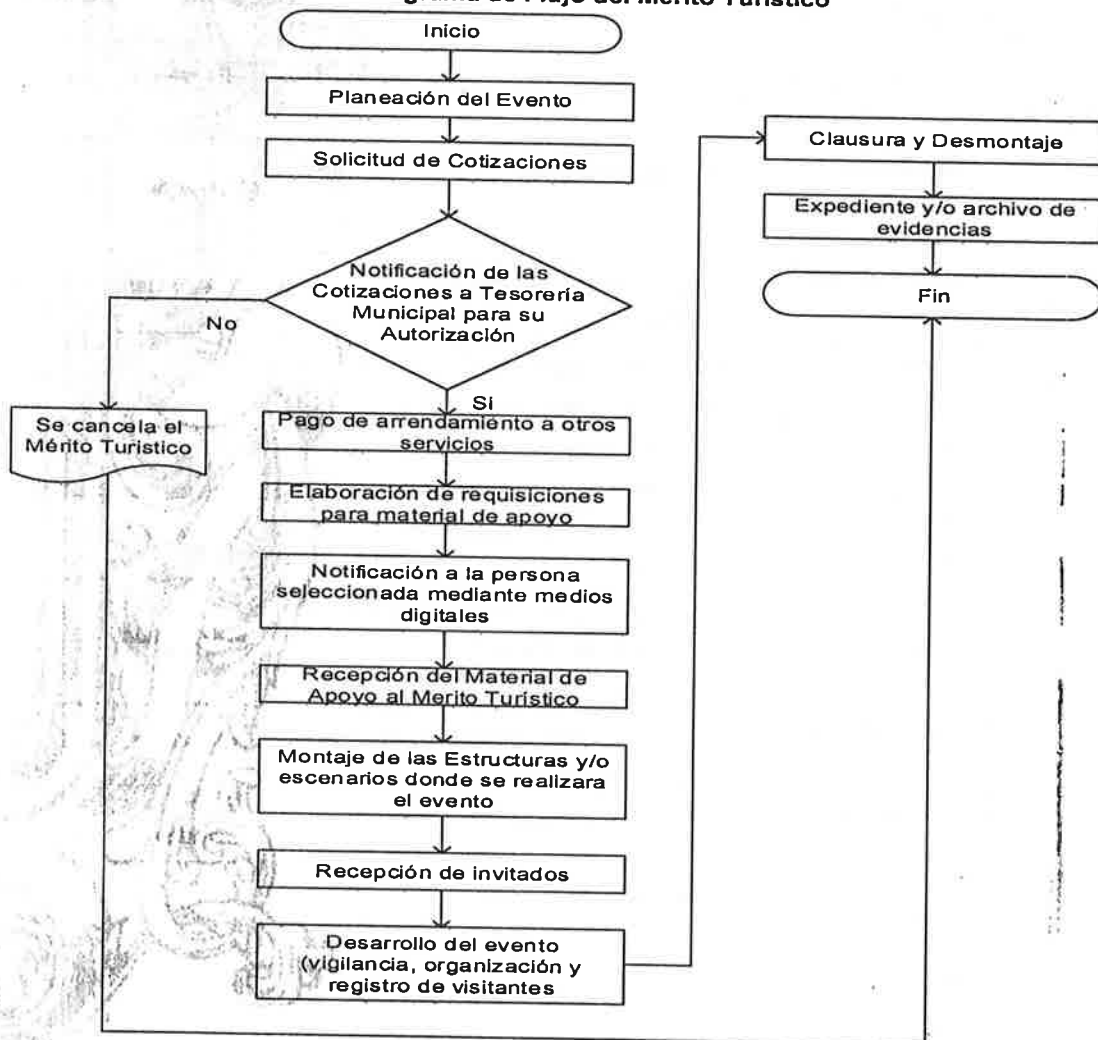 del Mérito Turístico
Inicio
Planeación del Evento
Solicitud de Cotizaciones
Notificación de las
Cotizaciones a Tesorería
Municipal para su
Autorización
No
Si
Se cancela el
Mérito Turistico
Pago de arrendamiento a otros
servicios
Elaboración de requisiciones
para material de apoyo
Notificación a la persona
seleccionada mediante medios
digitales
Recepción del Material de
Apoyo al Merito Turístico
Montaje de las Estructuras y/o
escenarios donde se realizara
el evento
Recepción de invitados
Desarrollo del evento
(vigilancia, organización y
registro de visitantes
Clausura y Desmontaje
Expediente y/o archivo de
evidencias
Fin